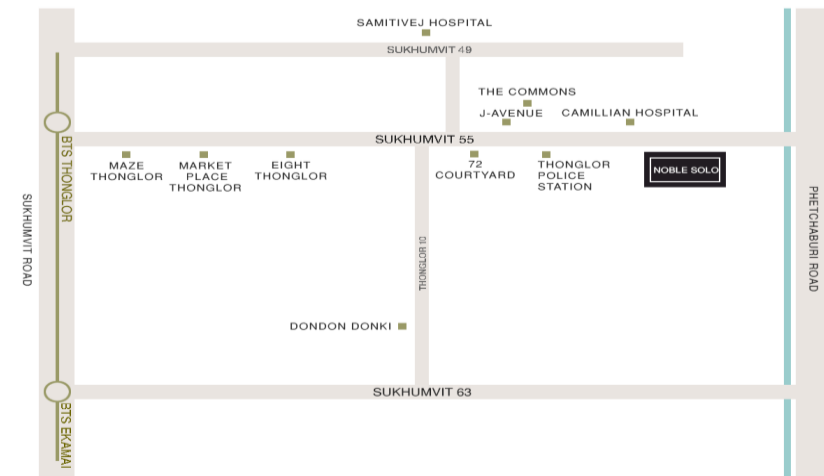 SAMITIVEJ HOSPITAL
SUKHUMVIT 49
THE COMMONS
J-AVENUE
CAMILLIAN HOSPITAL
SUKHUMVIT 55
BTS THONGLOR
MAZE
THONGLOR
MARKET
PLACE
THONGLOR
EIGHT
THONGLOR
72
COURTYARD
THONGLOR
POLICE
STATION
NOBLE SOLO
SUKHUMVIT ROAD
PHETCHABURI ROAD
THONGLOR 10
DONDON DONKI
SUKHUMVIT 63
BTS EKAMAI